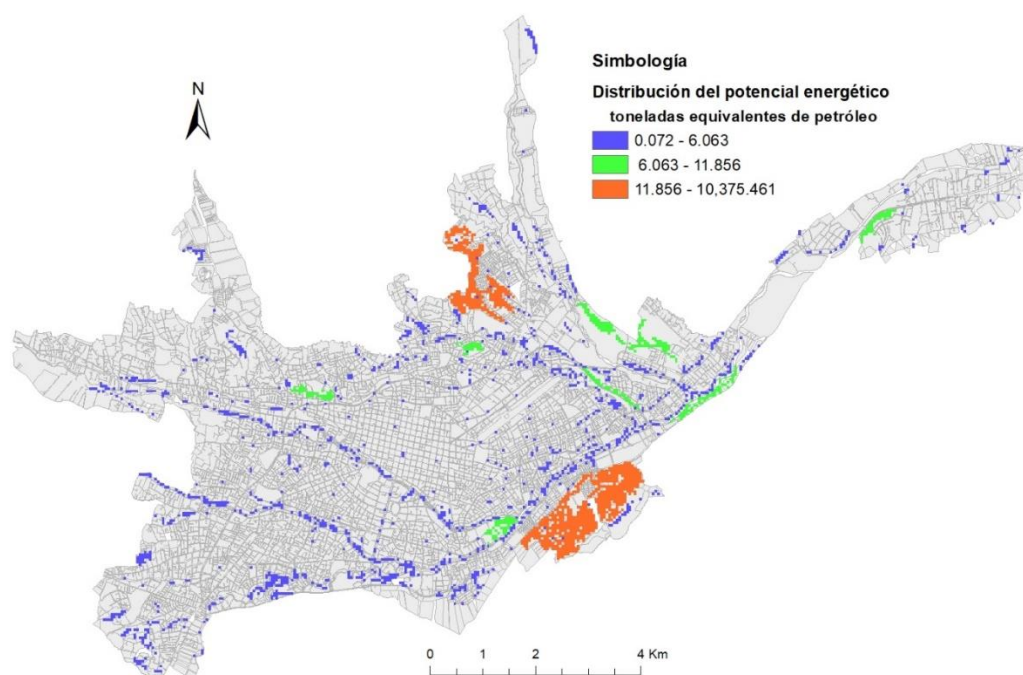 N
Simbología
Distribución del potencial energético
toneladas equivalentes de petróleo
0.072 - 6.063
6.063 - 11.856
11.856 - 10,375.461
0 1 2 4 Km